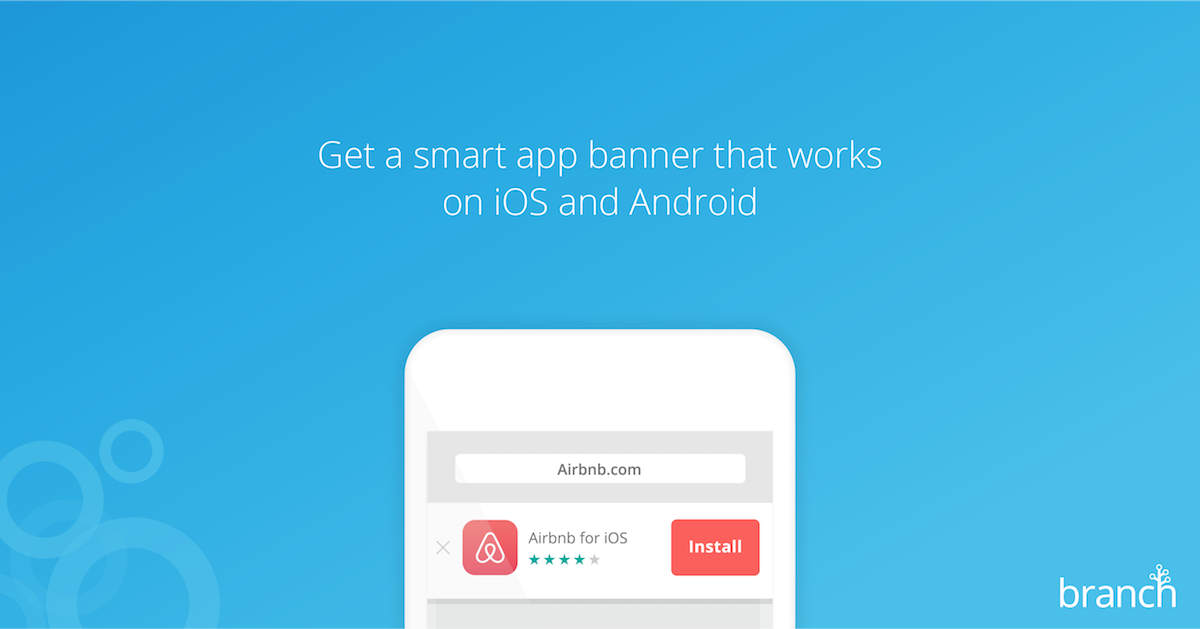 Get a smart app banner that works
on iOS and Android
Airbnb.com
Airbnb for iOS
Install
branch